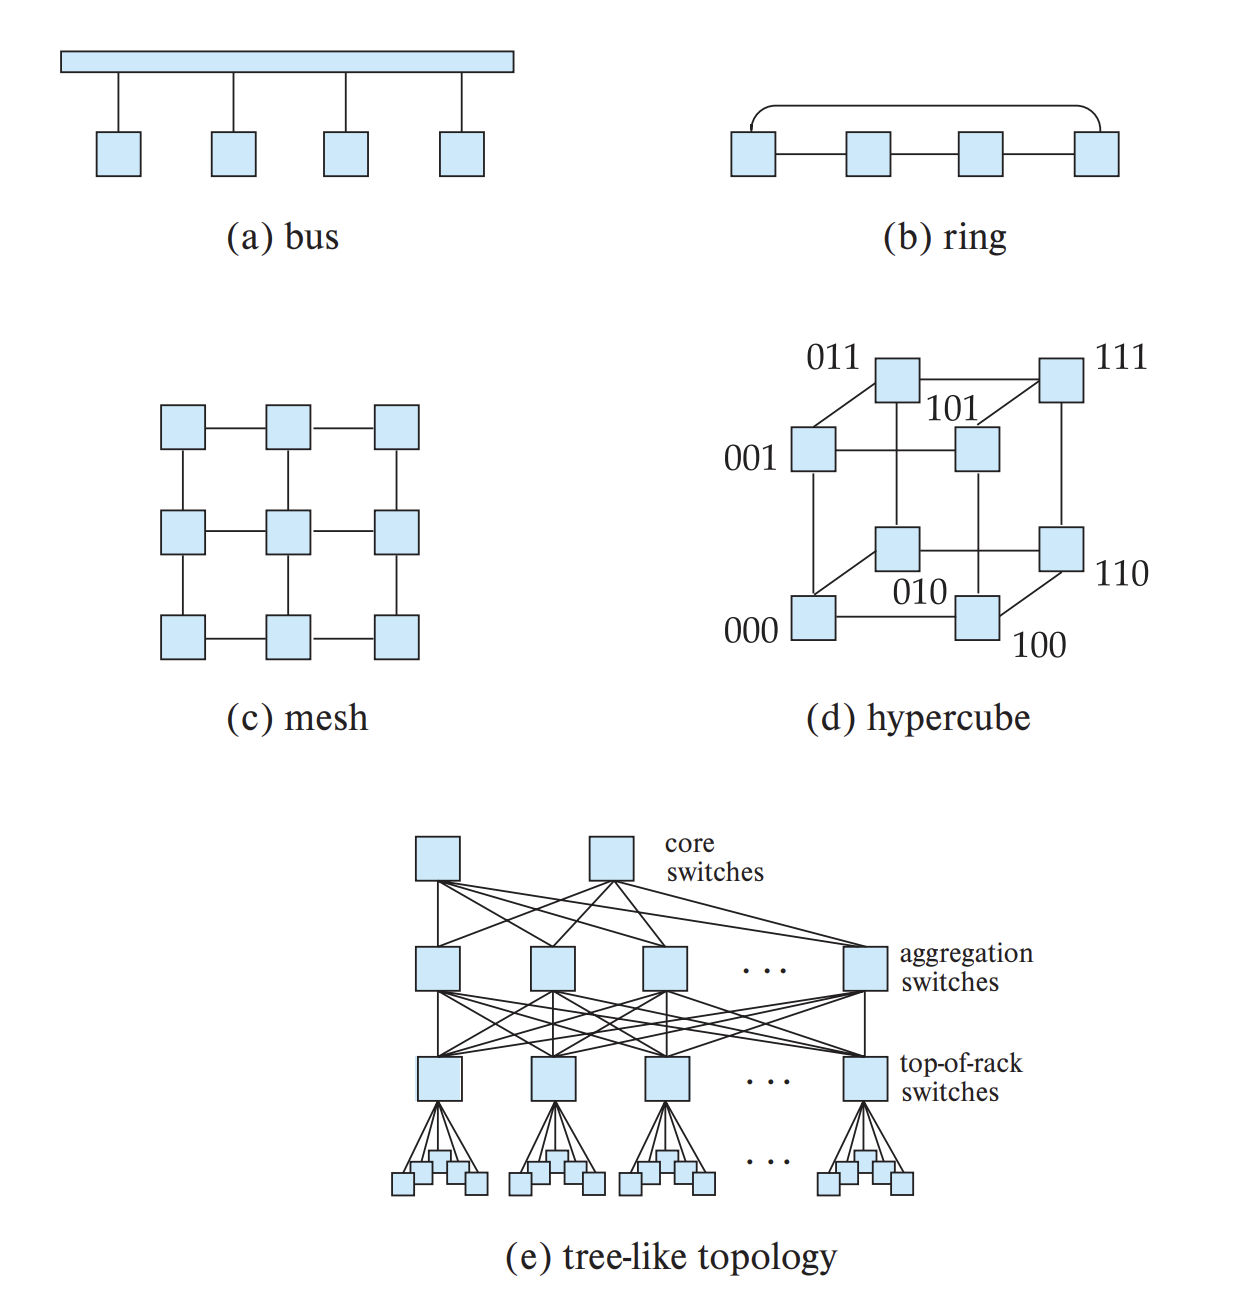 (a) bus
(b) ring
011
111
101
001
010
110
000
100
(c) mesh
(d) hypercube
core
switches
aggregation
switches
. . .
top-of-rack
switches
. . .
. . .
(e) tree-like topology